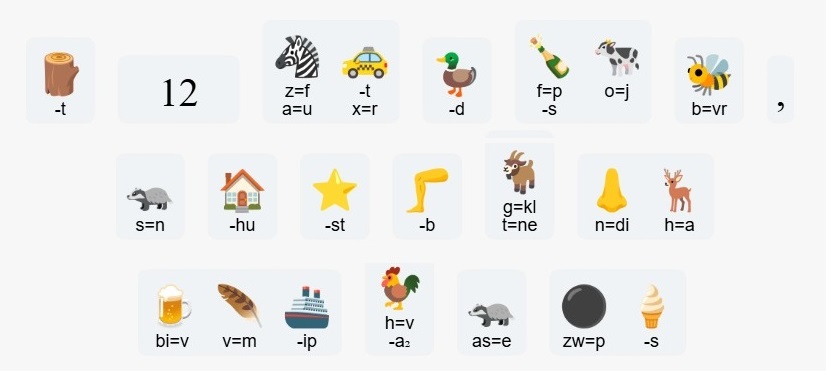 -t 12 z=f a=u -t x=r -d f=p -s o=j b=vr ,
s=n -hu -st -b g=kl t=ne n=di h=a
bi=v v=m -ip h=v -a₂ as=e zw=p -s